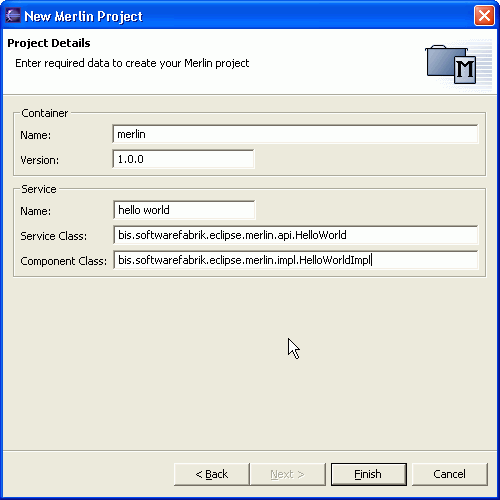 New Merlin Project
Project Details
Enter required data to create your Merlin project
M
Container
Name: merlin
Version: 1.0.0
Service
Name: hello world
Service Class: bis.softwarefabrik.eclipse.merlin.api.HelloWorld
Component Class: bis.softwarefabrik.eclipse.merlin.impl.HelloWorldImpl
< Back Next > Finish Cancel